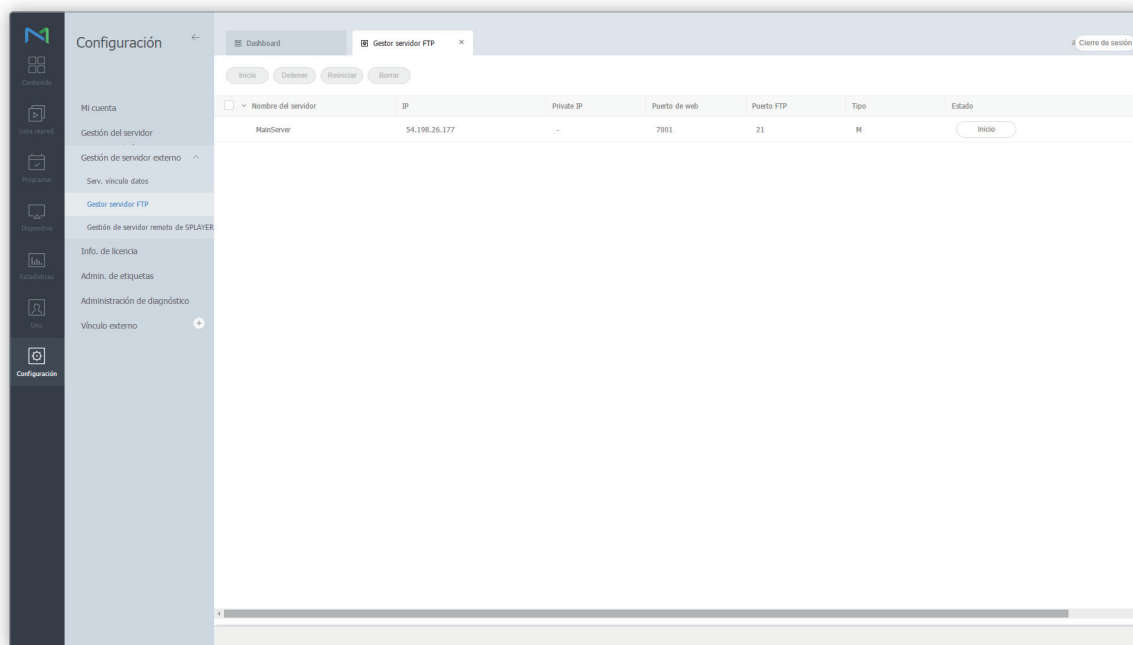 Contenido
Lista reprod.
Programar
Dispositivo
Estadísticas
Usu.
Configuración
Configuración
Mi cuenta
Gestión del servidor
Gestión de servidor externo
Serv. vínculo datos
Gestor servidor FTP
Gestión de servidor remoto de SPLAYER
Info. de licencia
Admin. de etiquetas
Administración de diagnóstico
Vínculo externo
Dashboard
Gestor servidor FTP
Cierre de sesión
Inicio Detener Reiniciar Borrar
Nombre del servidor IP Private IP Puerto de web Puerto FTP Tipo Estado
MainServer 54.198.26.177 - 7001 21 M Inicio